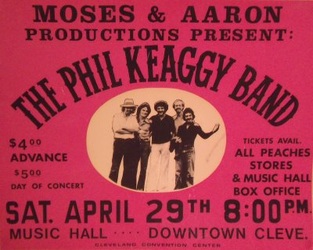 MOSES & AARON
PRODUCTIONS PRESENT:
THE PHIL KEAGGY BAND
$4.00
ADVANCE
$5.00
DAY OF CONCERT
TICKETS AVAIL.
ALL PEACHES
STORES
& MUSIC HALL
BOX OFFICE
SAT. APRIL 29TH 8:00 P.M.
MUSIC HALL .... DOWNTOWN CLEVE.
CLEVELAND CONVENTION CENTER